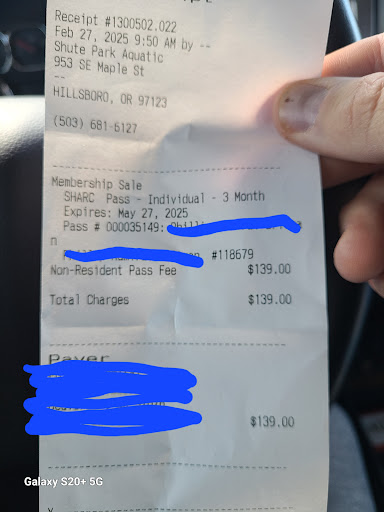 Receipt #1300502.022
Feb 27, 2025 9:50 AM by --
Shute Park Aquatic
953 SE Maple St
--
HILLSBORO, OR 97123
(503) 681-6127
Membership Sale
SHARC Pass - Individual - 3 Month
Expires: May 27, 2025
Pass # 000035149:
n
#118679
Non-Resident Pass Fee $139.00
Total Charges $139.00
Payer
$139.00
Galaxy S20+ 5G